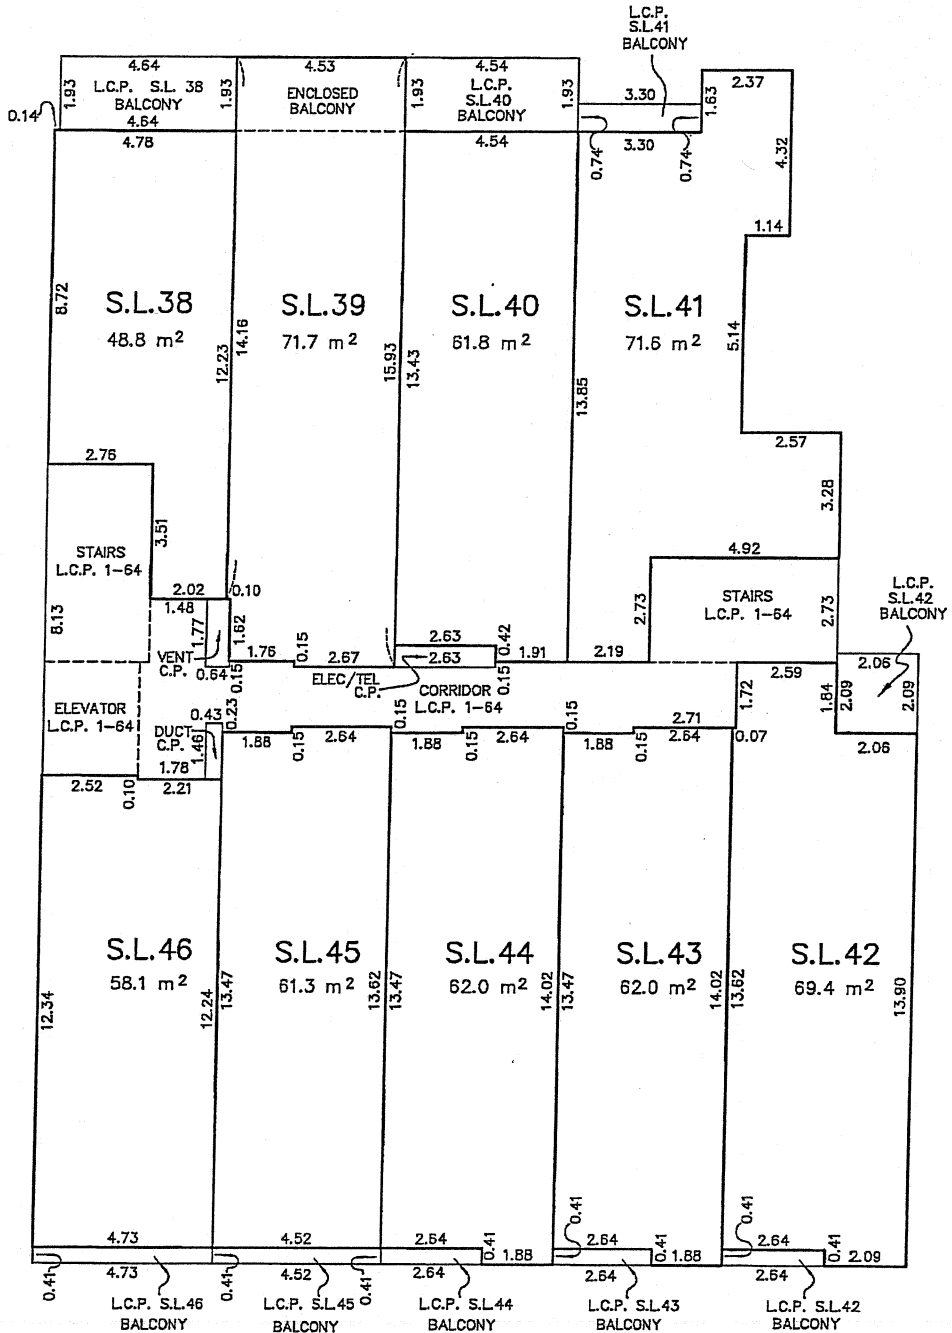 L.C.P.
S.L.41
BALCONY
4.64
4.53
4.54
2.37
1.93
L.C.P. S.L. 38
BALCONY
1.93
ENCLOSED
BALCONY
1.93
L.C.P.
S.L.40
BALCONY
1.93
3.30
1.63
0.14
4.64
4.78
4.54
0.74
3.30
0.74
4.32
1.14
8.72
S.L.38
48.8 m²
12.23
14.16
S.L.39
71.7 m²
15.93
13.43
S.L.40
61.8 m²
13.85
S.L.41
71.6 m²
5.14
2.57
2.76
3.28
3.51
STAIRS
L.C.P. 1-64
4.92
2.02
0.10
1.48
STAIRS
L.C.P. 1-64
2.73
2.73
L.C.P.
S.L.42
BALCONY
8.13
1.77
1.62
VENT
C.P.
0.64
0.15
1.76
0.15
2.67
2.63
2.63
0.42
0.15
1.91
2.19
ELEC/TEL
C.P.
CORRIDOR
L.C.P. 1-64
2.59
2.06
ELEVATOR
L.C.P. 1-64
1.72
1.84
2.09
2.09
0.43
DUCT
C.P.
1.46
0.23
1.88
0.15
2.64
0.15
1.88
0.15
2.64
0.15
1.88
0.15
2.71
2.64
0.07
2.06
1.78
2.52
0.10
2.21
S.L.46
58.1 m²
S.L.45
61.3 m²
S.L.44
62.0 m²
S.L.43
62.0 m²
S.L.42
69.4 m²
12.34
12.24
13.47
13.62
13.47
14.02
13.47
14.02
13.62
13.90
4.73
4.52
2.64
0.41
1.88
0.41
2.64
0.41
1.88
0.41
2.64
0.41
2.09
0.41
4.73
0.41
4.52
0.41
2.64
2.64
2.64
L.C.P. S.L.46
BALCONY
L.C.P. S.L.45
BALCONY
L.C.P. S.L.44
BALCONY
L.C.P. S.L.43
BALCONY
L.C.P. S.L.42
BALCONY